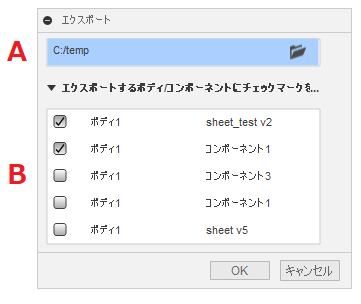 エクスポート
A
C:/temp
▼ エクスポートするボディ/コンポーネントにチェックマークを...
B
ボディ1 sheet_test v2
ボディ1 コンポーネント1
ボディ1 コンポーネント3
ボディ1 コンポーネント1
ボディ1 sheet v5
OK キャンセル